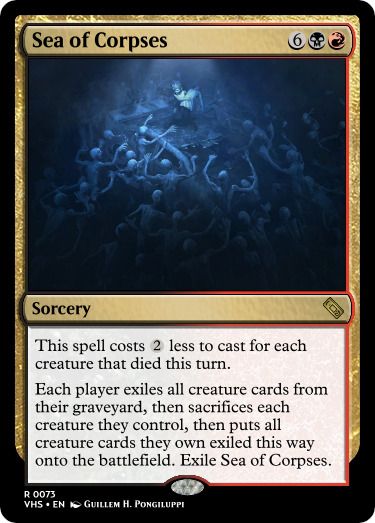 Sea of Corpses 6
Sorcery
This spell costs 2 less to cast for each
creature that died this turn.
Each player exiles all creature cards from
their graveyard, then sacrifices each
creature they control, then puts all
creature cards they own exiled this way
onto the battlefield. Exile Sea of Corpses.
R 0073
VHS • EN Guillem H. Pongiluppi